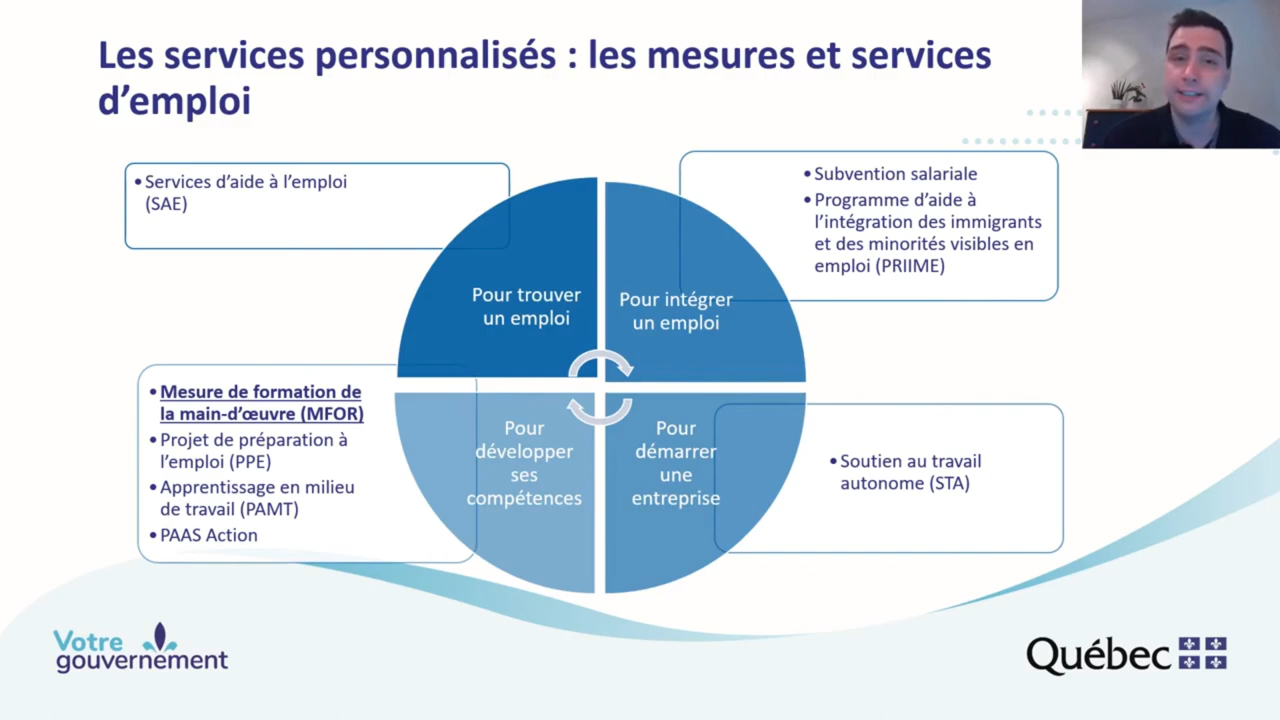 Les services personnalisés : les mesures et services
d’emploi
• Services d’aide à l’emploi
(SAE)
• Subvention salariale
• Programme d’aide à
l’intégration des immigrants
et des minorités visibles en
emploi (PRIIME)
Pour trouver
un emploi
Pour intégrer
un emploi
• Mesure de formation de
la main-d’œuvre (MFOR)
• Projet de préparation à
l’emploi (PPE)
• Apprentissage en milieu
de travail (PAMT)
• PAAS Action
Pour
développer
ses
compétences
Pour
démarrer
une
entreprise
• Soutien au travail
autonome (STA)
Votre
gouvernement
Québec